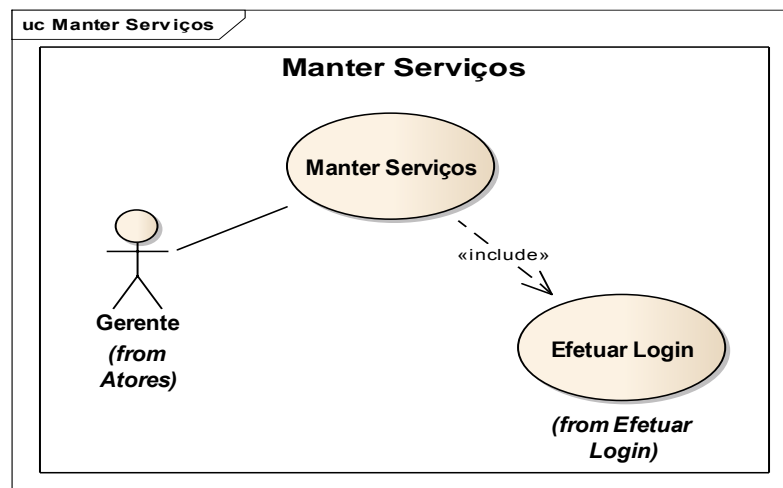 uc Manter Serviços
Manter Serviços
Manter Serviços
«include»
Gerente
(from
Atores)
Efetuar Login
(from Efetuar
Login)